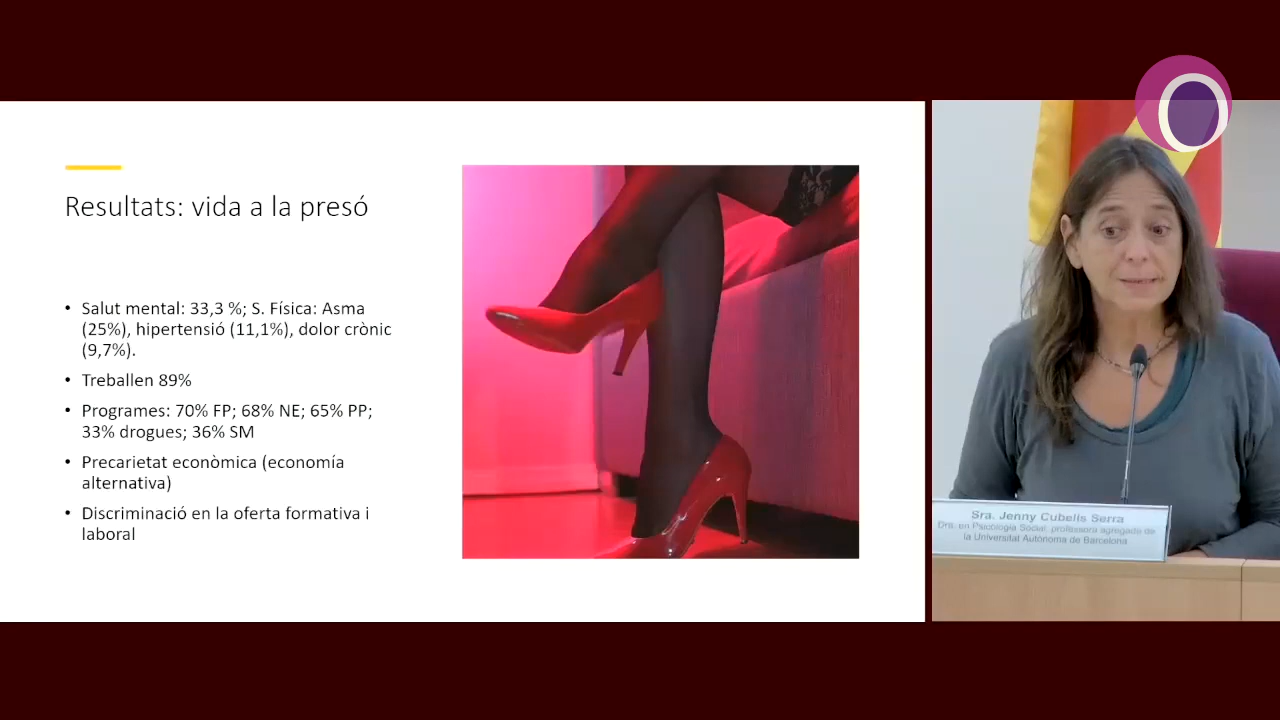 Resultats: vida a la presó
• Salut mental: 33,3 %; S. Física: Asma
(25%), hipertensió (11,1%), dolor crònic
(9,7%).
• Treballen 89%
• Programes: 70% FP; 68% NE; 65% PP;
33% drogues; 36% SM
• Precarietat econòmica (economía
alternativa)
• Discriminació en la oferta formativa i
laboral
Sra. Jenny Cubells Serra
Dra. en Psicologia Social, professora agregada de
la Universitat Autònoma de Barcelona